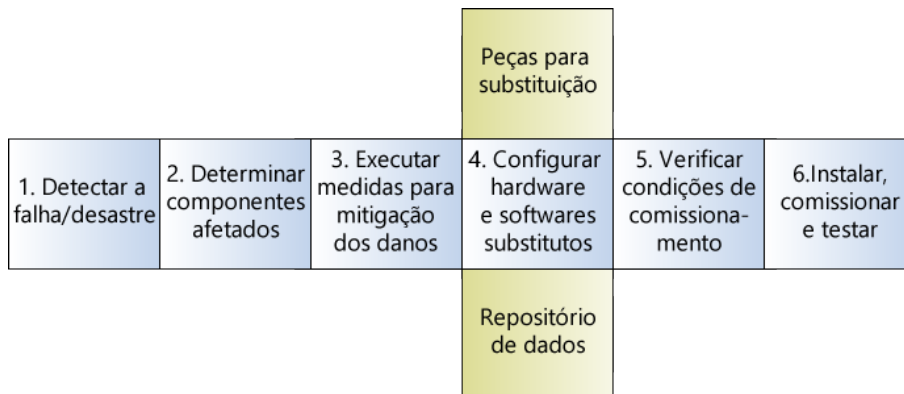 Peças para
substituição
1. Detectar a
falha/desastre
2. Determinar
componentes
afetados
3. Executar
medidas para
mitigação
dos danos
4. Configurar
hardware
e softwares
substitutos
5. Verificar
condições de
comissiona-
mento
6.Instalar,
comissionar
e testar
Repositório
de dados